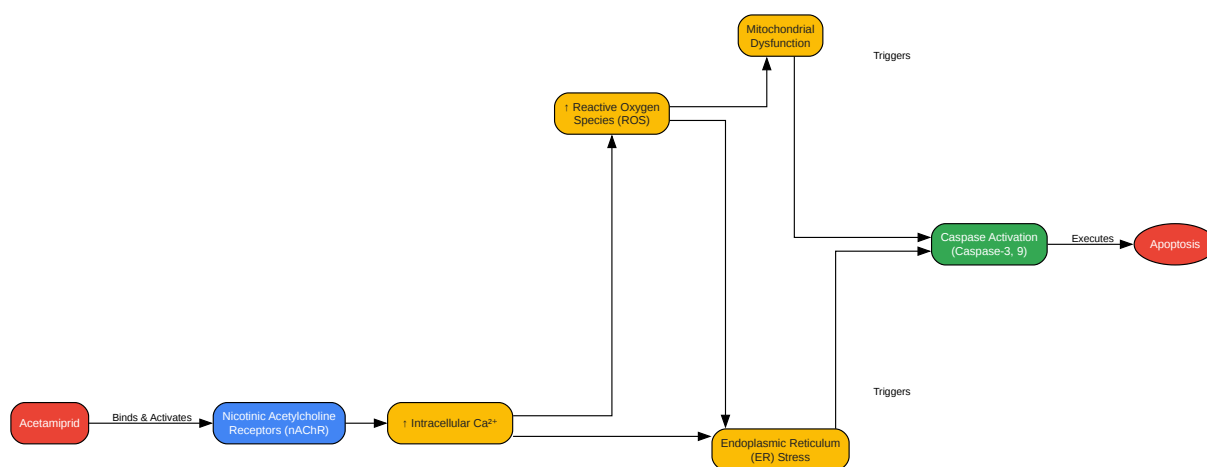 Mitochondrial
Dysfunction
Triggers
↑ Reactive Oxygen
Species (ROS)
Caspase Activation
(Caspase-3, 9)
Executes
Apoptosis
Triggers
Acetamiprid
Binds & Activates
Nicotinic Acetylcholine
Receptors (nAChR)
↑ Intracellular Ca²⁺
Endoplasmic Reticulum
(ER) Stress